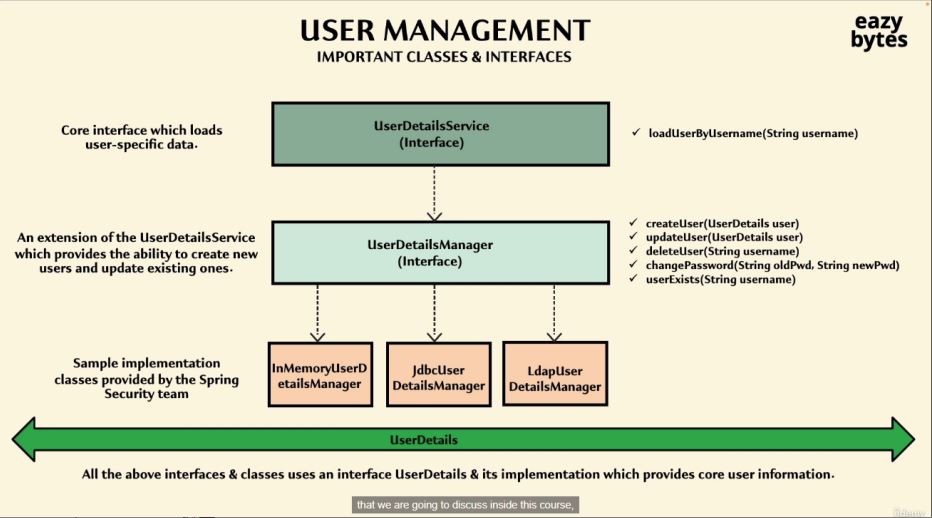 USER MANAGEMENT
IMPORTANT CLASSES & INTERFACES
eazy
bytes
Core interface which loads
user-specific data.
UserDetailsService
(Interface)
✓ loadUserByUsername(String username)
An extension of the UserDetailsService
which provides the ability to create new
users and update existing ones.
UserDetailsManager
(Interface)
✓ createUser(UserDetails user)
✓ updateUser(UserDetails user)
✓ deleteUser(String username)
✓ changePassword(String oldPwd, String newPwd)
✓ userExists(String username)
Sample implementation
classes provided by the Spring
Security team
InMemoryUserD
etailsManager
JdbcUser
DetailsManager
LdapUser
DetailsManager
UserDetails
All the above interfaces & classes uses an interface UserDetails & its implementation which provides core user information.
that we are going to discuss inside this course,